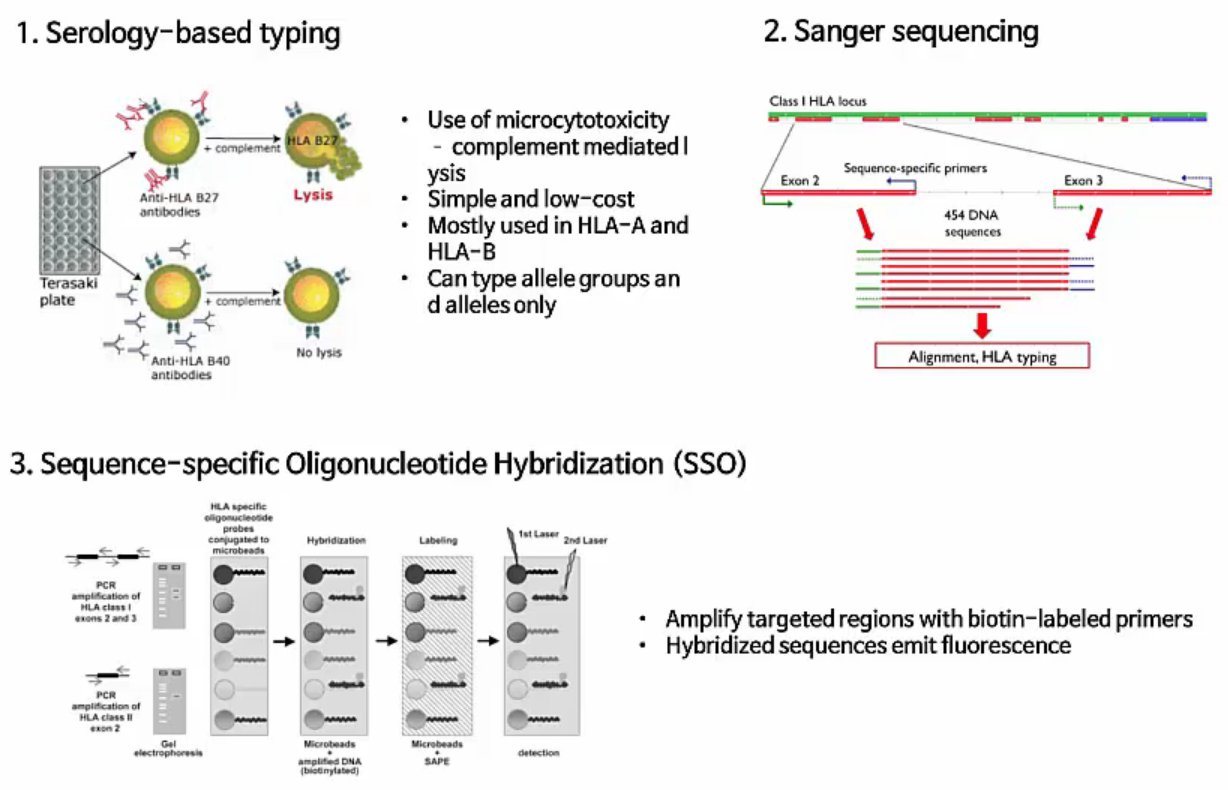 1. Serology-based typing
HLA B27
+ complement
Lysis
Anti-HLA B27
antibodies
Terasaki
plate
+ complement
No lysis
Anti-HLA B40
antibodies
• Use of microcytotoxicity
- complement mediated l
ysis
• Simple and low-cost
• Mostly used in HLA-A and
HLA-B
• Can type allele groups an
d alleles only
2. Sanger sequencing
Class I HLA locus
Sequence-specific primers
Exon 2
Exon 3
454 DNA
sequences
Alignment, HLA typing
3. Sequence-specific Oligonucleotide Hybridization (SSO)
PCR
amplification of
HLA class I
exons 2 and 3
PCR
amplification of
HLA class II
exon 2
Gel
electrophoresis
HLA specific
oligonucleotide
probes
conjugated to
microbeads
Hybridization
Microbeads
+
amplified DNA
(biotinylated)
Labeling
Microbeads
+
SAPE
1st Laser
2nd Laser
detection
• Amplify targeted regions with biotin-labeled primers
• Hybridized sequences emit fluorescence